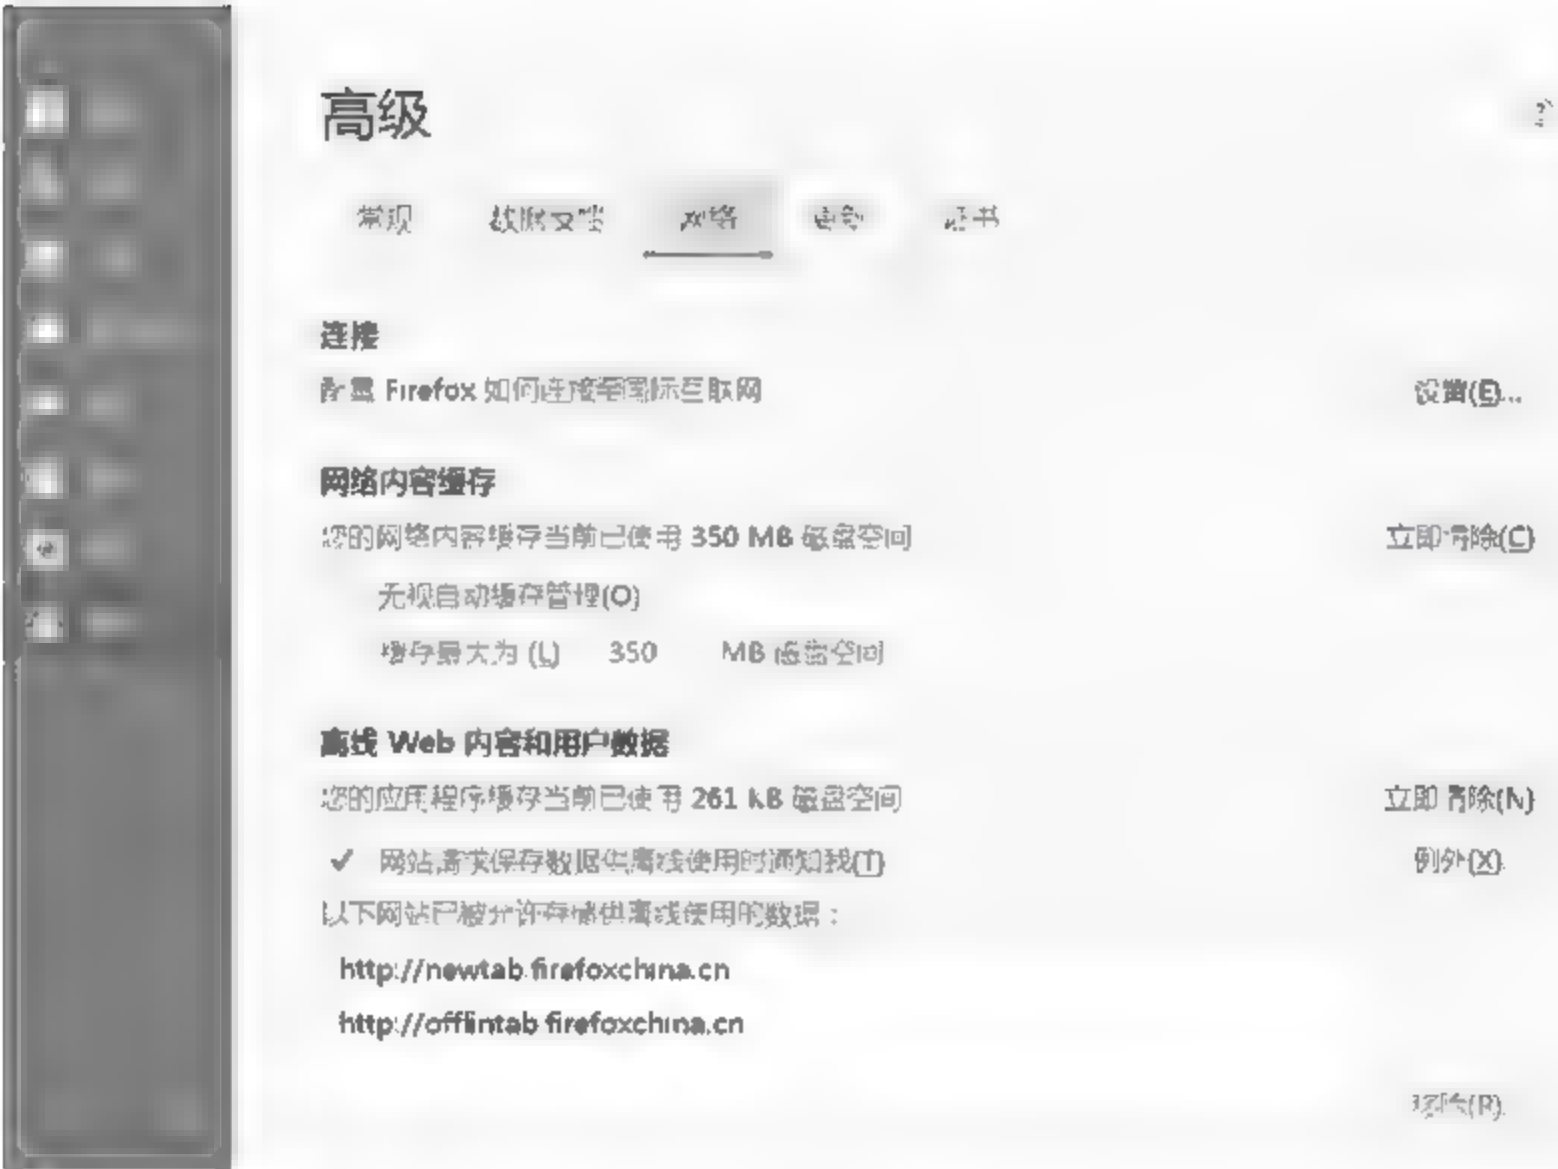 高级
常规 数据反馈 网络 更新 证书
连接
配置 Firefox 如何连接至国际互联网 设置(E)...
网络内容缓存
您的网络内容缓存当前已使用 350 MB 磁盘空间 立即清除(C)
无视自动缓存管理(O)
缓存最大为 (L) 350 MB 磁盘空间
离线 Web 内容和用户数据
您的应用程序缓存当前已使用 261 kB 磁盘空间 立即清除(N)
网站请求保存数据供离线使用时通知我(T) 例外(X)
以下网站已被允许存储供离线使用的数据：
http://newtab.firefoxchina.cn
http://offlintab.firefoxchina.cn
移除(R)